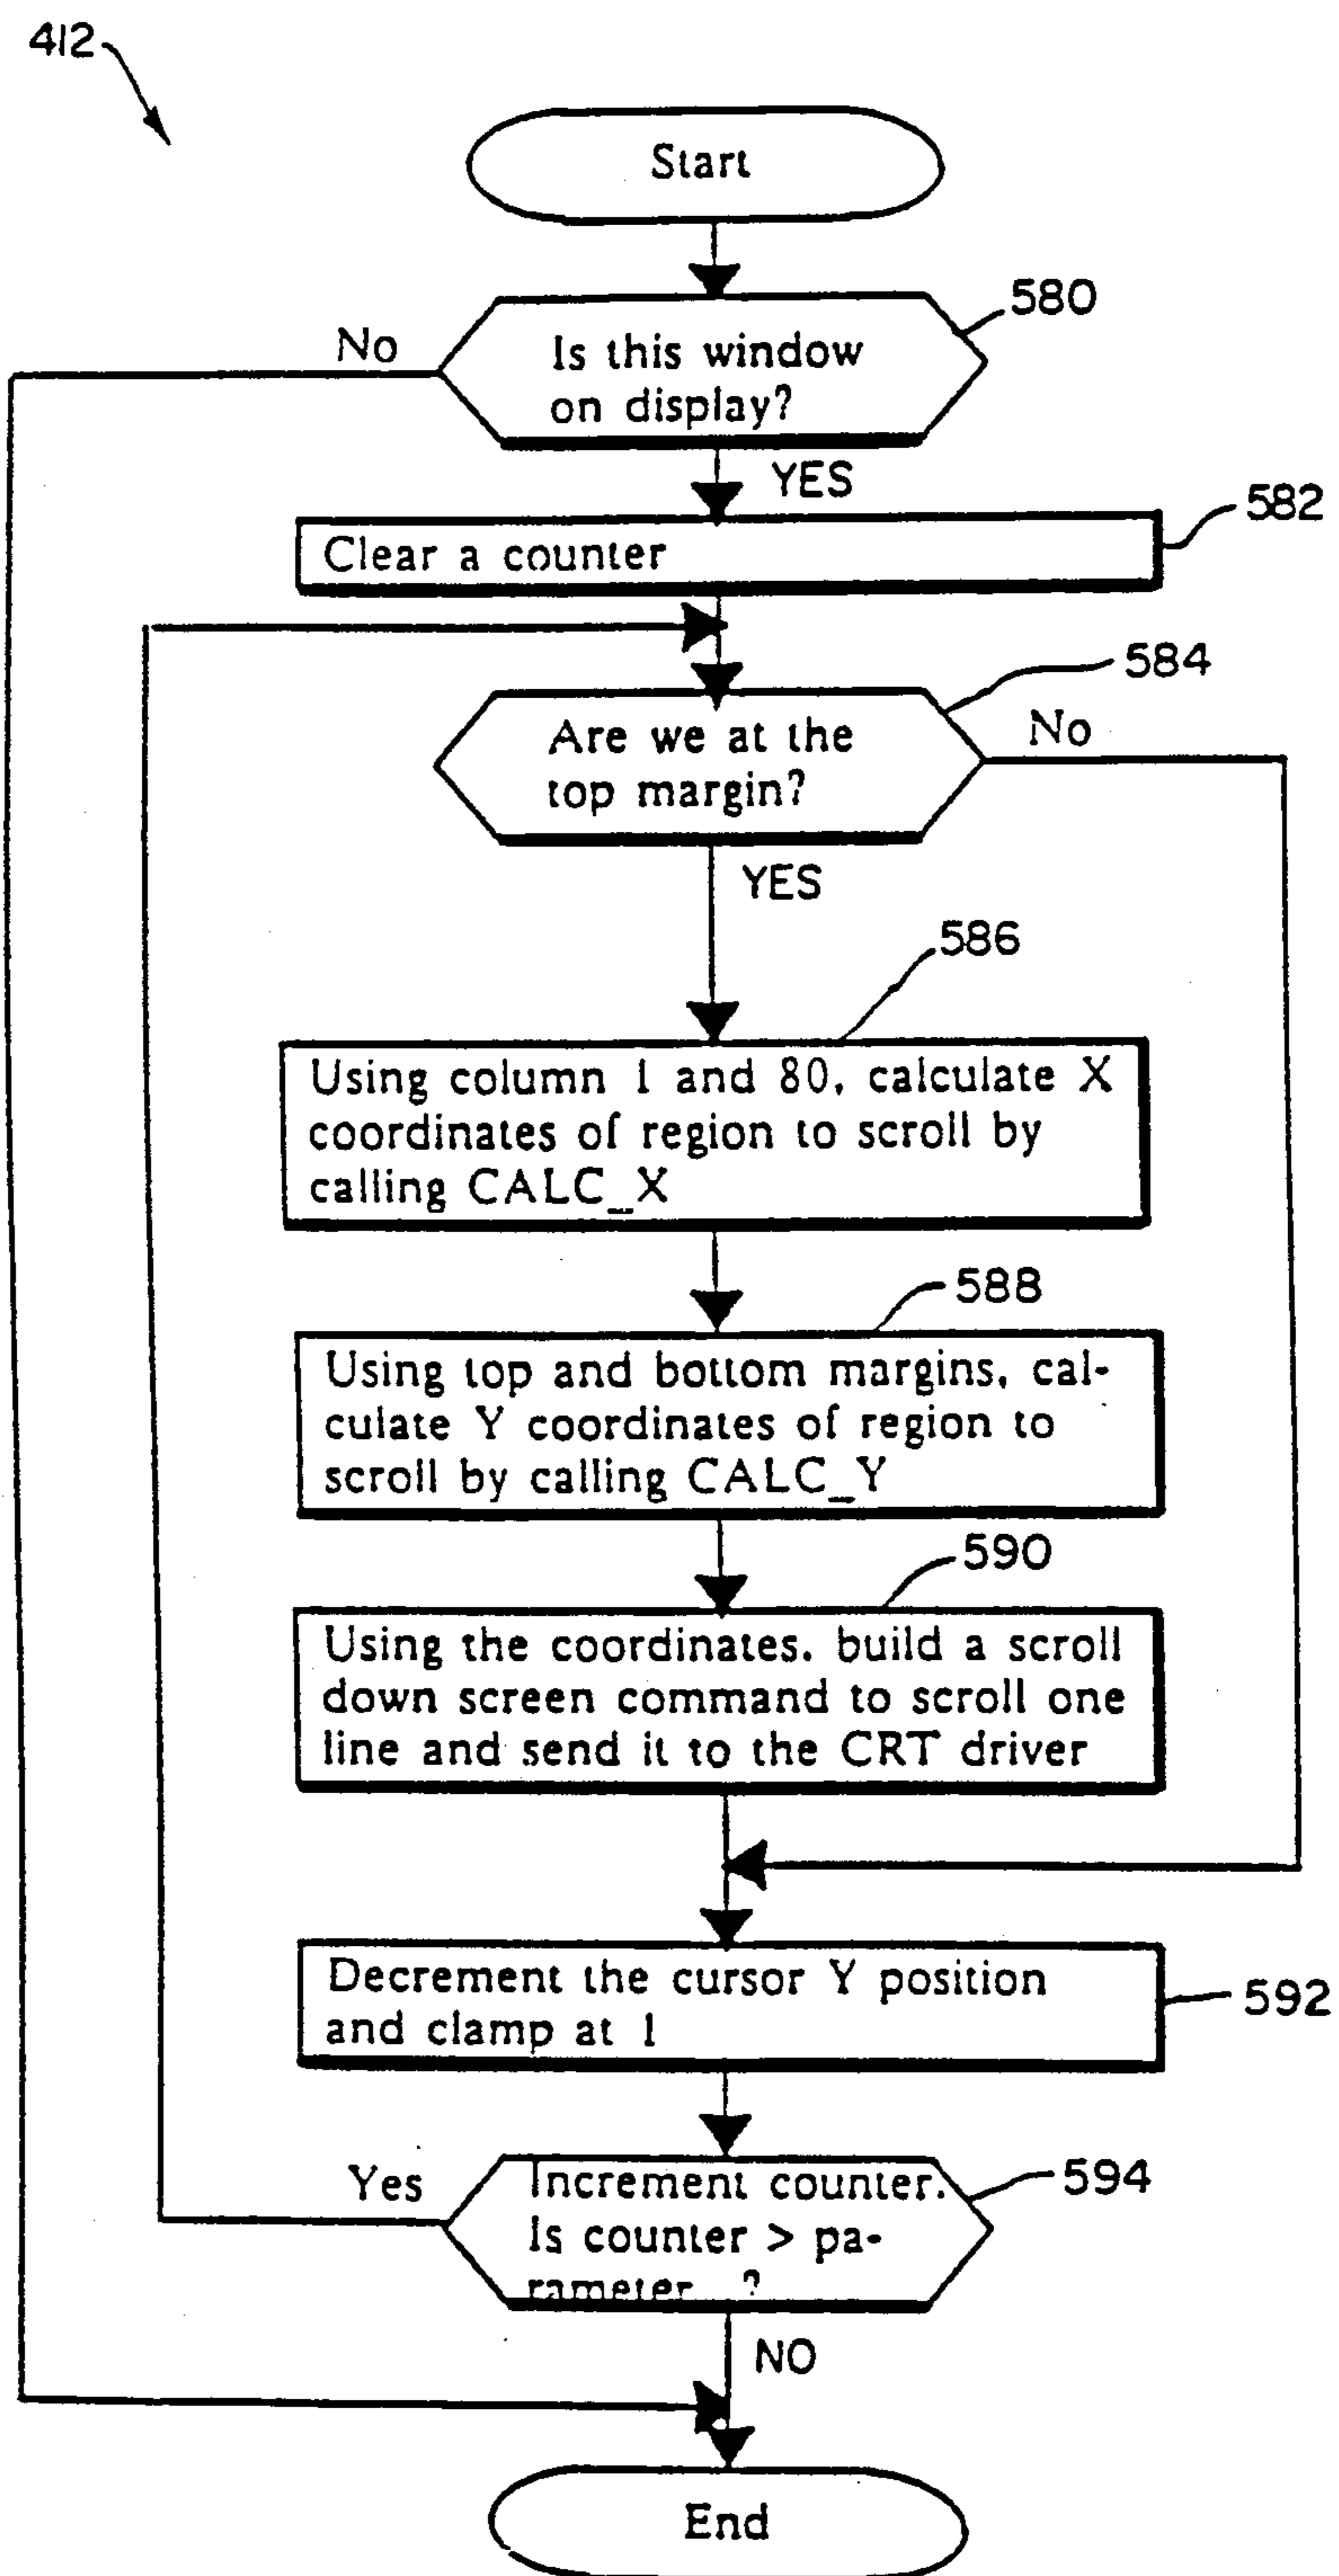 412
Start
580
No
Is this window
on display?
YES
582
Clear a counter
584
Are we at the
top margin?
No
YES
586
Using column 1 and 80, calculate X
coordinates of region to scroll by
calling CALC_X
588
Using top and bottom margins, cal-
culate Y coordinates of region to
scroll by calling CALC_Y
590
Using the coordinates. build a scroll
down screen command to scroll one
line and send it to the CRT driver
Decrement the cursor Y position
and clamp at 1
592
Yes
Increment counter.
Is counter > pa-
rameter ?
594
NO
End